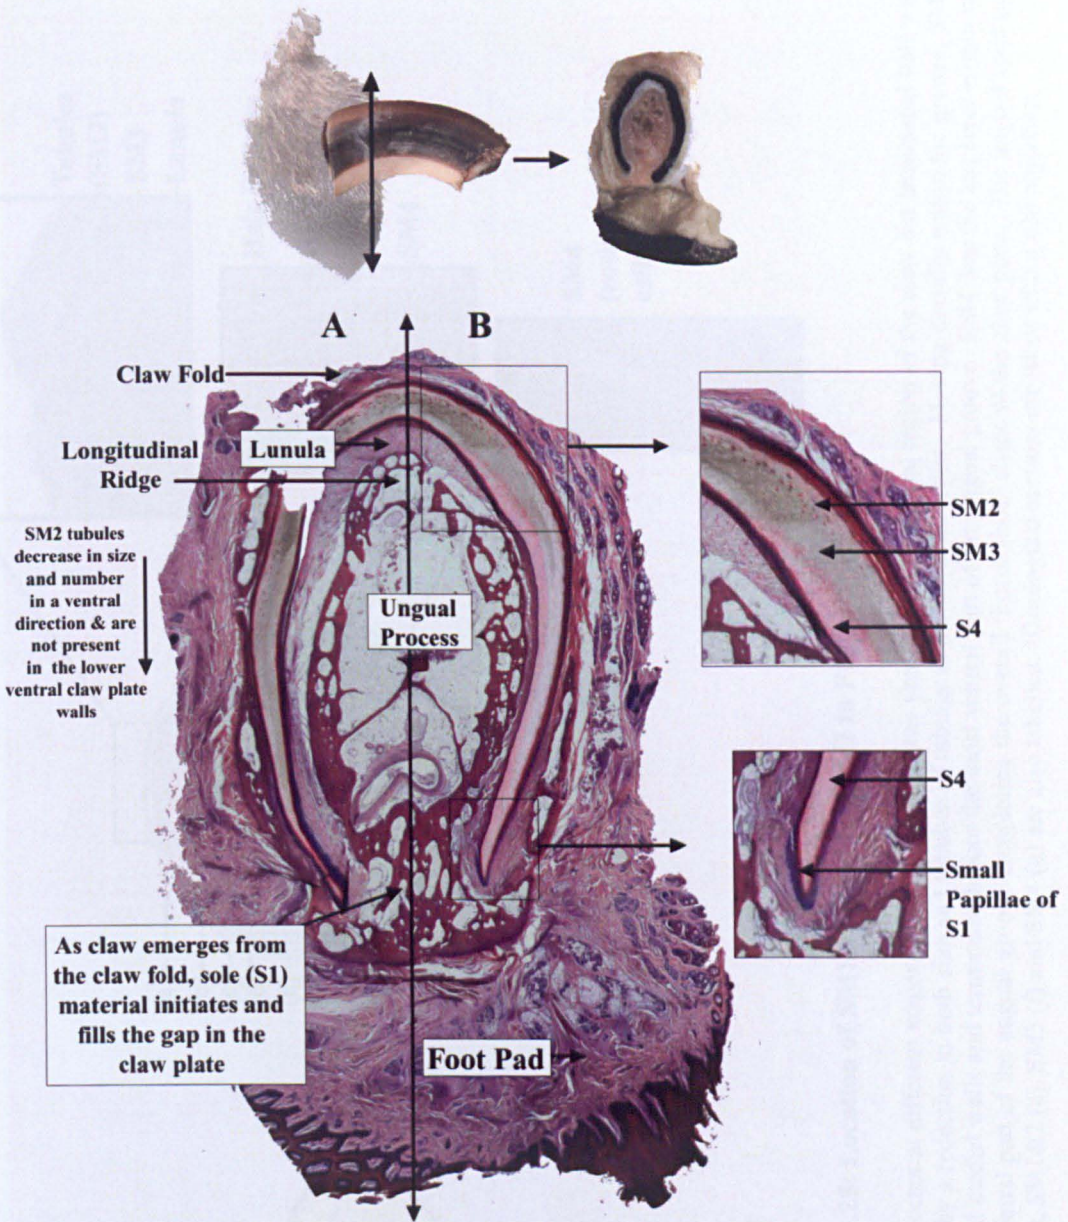 A
B
Claw Fold
Longitudinal
Ridge
Lunula
SM2 tubules
decrease in size
and number
in a ventral
direction & are
not present
in the lower
ventral claw plate
walls
Ungual
Process
SM2
SM3
S4
S4
Small
Papillae of
S1
As claw emerges from
the claw fold, sole (S1)
material initiates and
fills the gap in the
claw plate
Foot Pad